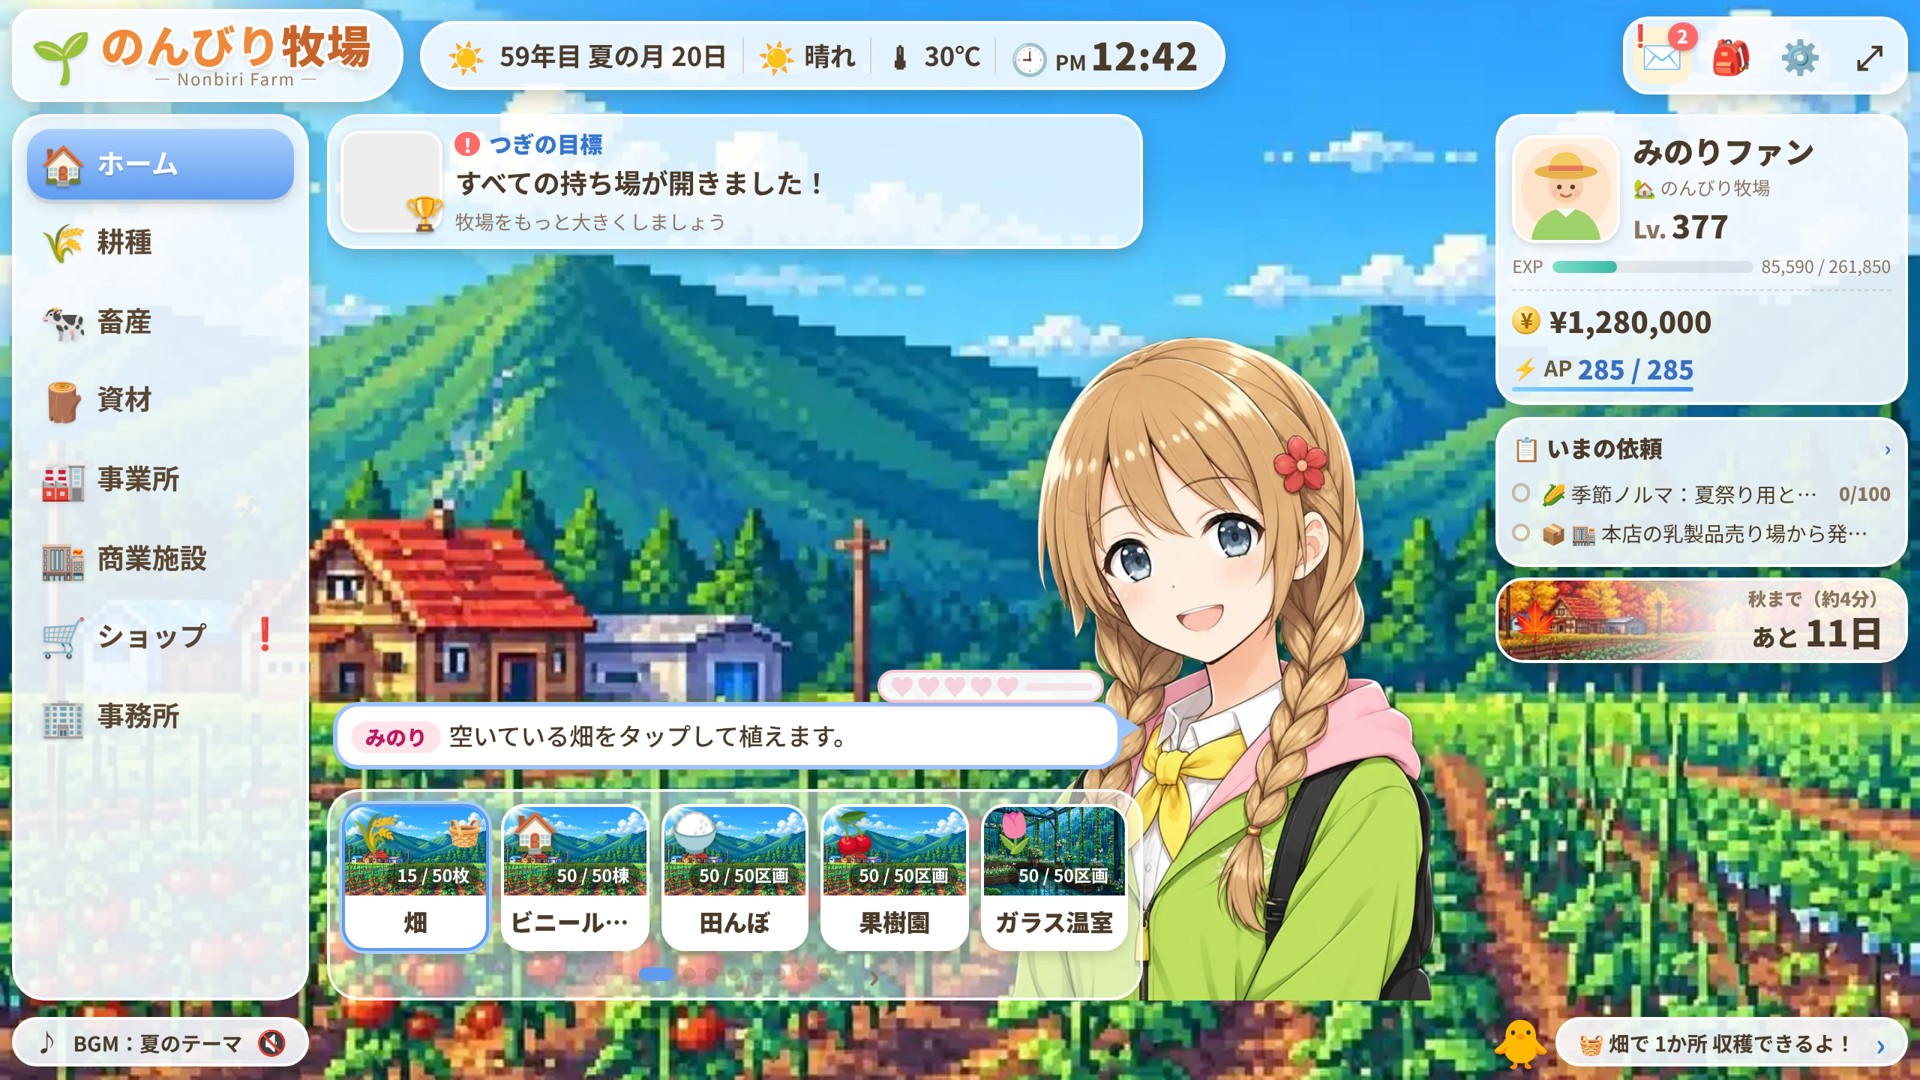 のんびり牧場
Nonbiri Farm
59年目 夏の月 20日
晴れ
30℃
PM 12:42
2
ホーム
耕種
畜産
資材
事業所
商業施設
ショップ
事務所
つぎの目標
すべての持ち場が開きました！
牧場をもっと大きくしましょう
みのりファン
のんびり牧場
Lv. 377
EXP 85,590 / 261,850
¥1,280,000
AP 285 / 285
いまの依頼
季節ノルマ：夏祭り用と… 0/100
本店の乳製品売り場から発…
秋まで（約4分）
あと 11日
みのり 空いている畑をタップして植えます。
15 / 50枚
畑
50 / 50棟
ビニール…
50 / 50区画
田んぼ
50 / 50区画
果樹園
50 / 50区画
ガラス温室
BGM：夏のテーマ
畑で 1か所 収穫できるよ！